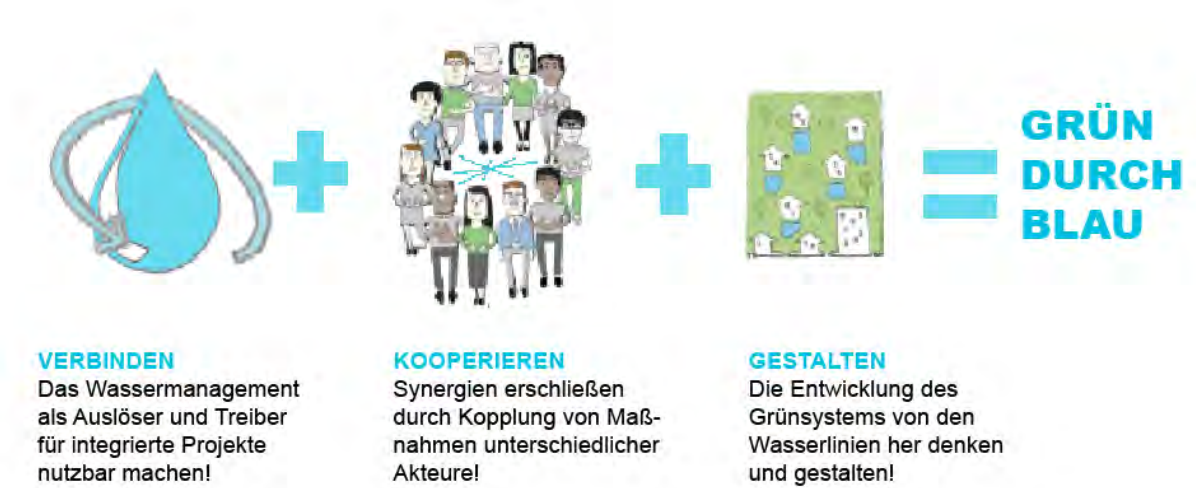 GRÜN
DURCH
BLAU
VERBINDEN
Das Wassermanagement
als Auslöser und Treiber
für integrierte Projekte
nutzbar machen!
KOOPERIEREN
Synergien erschließen
durch Kopplung von Maß-
nahmen unterschiedlicher
Akteure!
GESTALTEN
Die Entwicklung des
Grünsystems von den
Wasserlinien her denken
und gestalten!